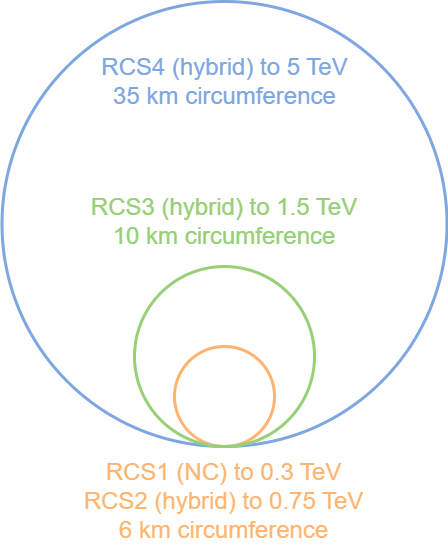 RCS4 (hybrid) to 5 TeV
35 km circumference
RCS3 (hybrid) to 1.5 TeV
10 km circumference
RCS1 (NC) to 0.3 TeV
RCS2 (hybrid) to 0.75 TeV
6 km circumference